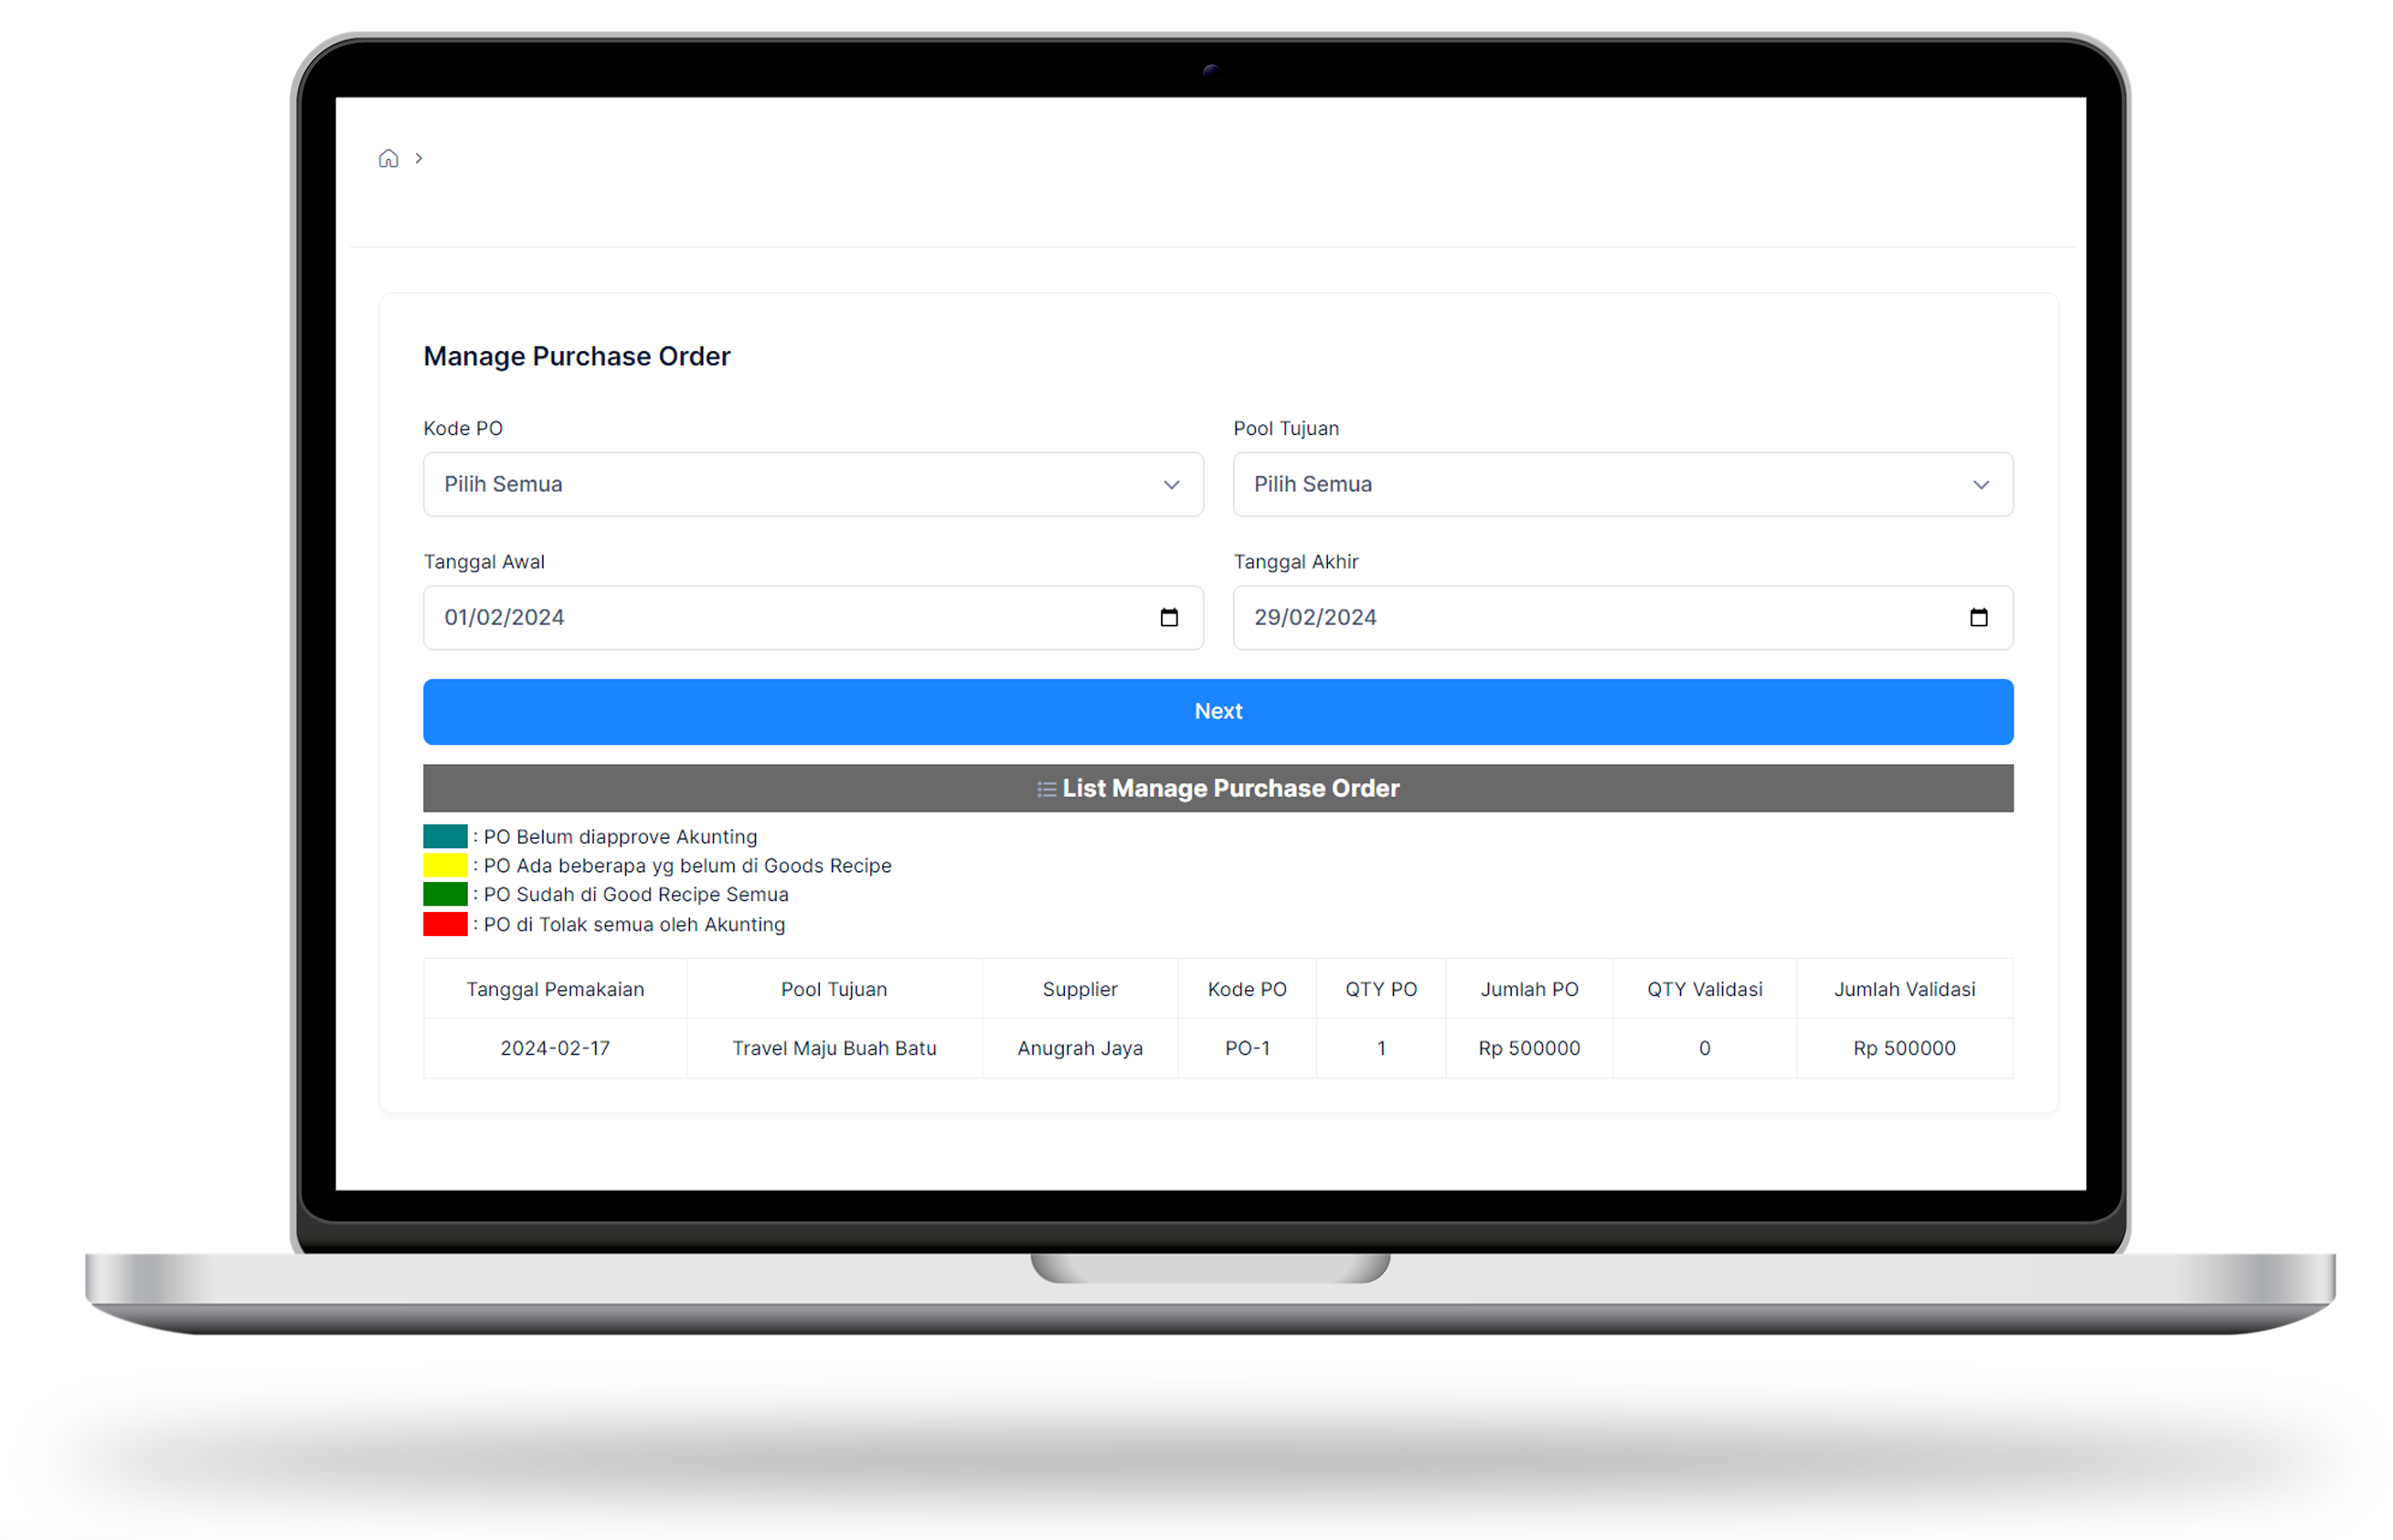 Manage Purchase Order
Kode PO Pool Tujuan
Pilih Semua Pilih Semua
Tanggal Awal Tanggal Akhir
01/02/2024 29/02/2024
Next
List Manage Purchase Order
: PO Belum diapprove Akunting
: PO Ada beberapa yg belum di Goods Recipe
: PO Sudah di Good Recipe Semua
: PO di Tolak semua oleh Akunting
Tanggal Pemakaian Pool Tujuan Supplier Kode PO QTY PO Jumlah PO QTY Validasi Jumlah Validasi
2024-02-17 Travel Maju Buah Batu Anugrah Jaya PO-1 1 Rp 500000 0 Rp 500000